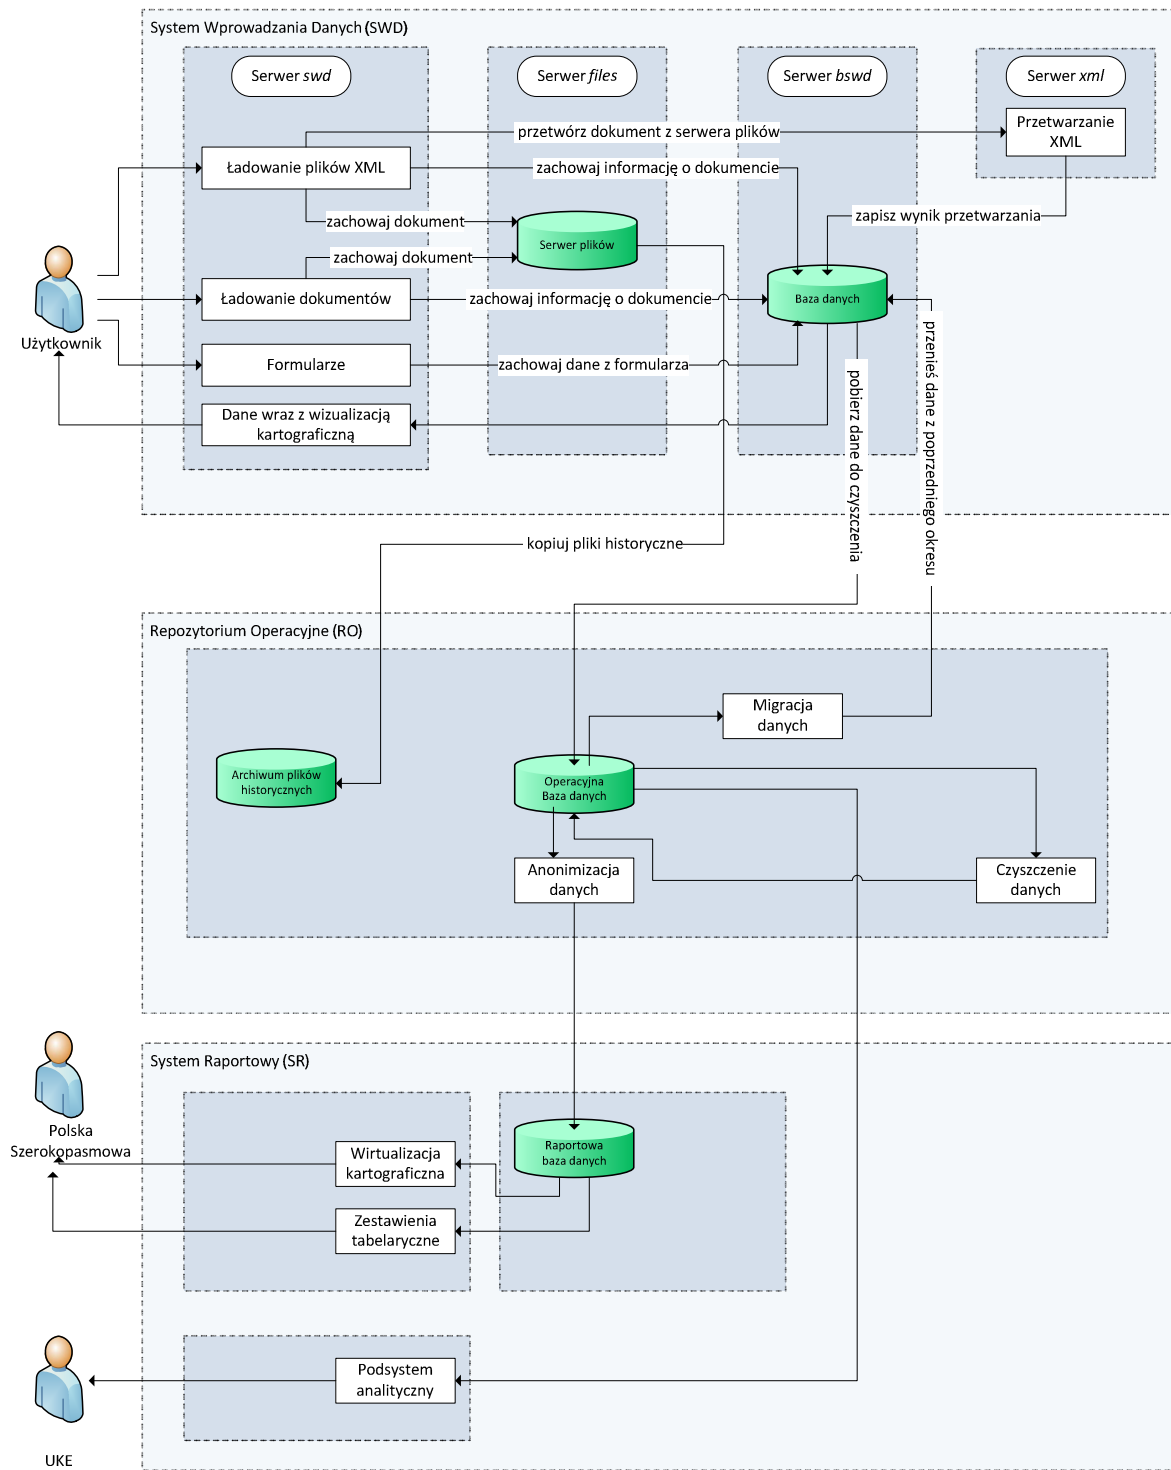 System Wprowadzania Danych (SWD)
Serwer swd
Serwer files
Serwer bswd
Serwer xml
przetwórz dokument z serwera plików
Przetwarzanie
XML
Ładowanie plików XML
zachowaj informację o dokumencie
zachowaj dokument
zapisz wynik przetwarzania
Serwer plików
zachowaj dokument
Ładowanie dokumentów
zachowaj informację o dokumencie
Baza danych
Użytkownik
Formularze
zachowaj dane z formularza
Dane wraz z wizualizacją
kartograficzną
pobierz dane do czyszczenia
przenieś dane z poprzedniego okresu
kopiuj pliki historyczne
Repozytorium Operacyjne (RO)
Migracja
danych
Archiwum plików
historycznych
Operacyjna
Baza danych
Anonimizacja
danych
Czyszczenie
danych
System Raportowy (SR)
Polska
Szerokopasmowa
Raportowa
baza danych
Wirtualizacja
kartograficzna
Zestawienia
tabelaryczne
Podsystem
analityczny
UKE